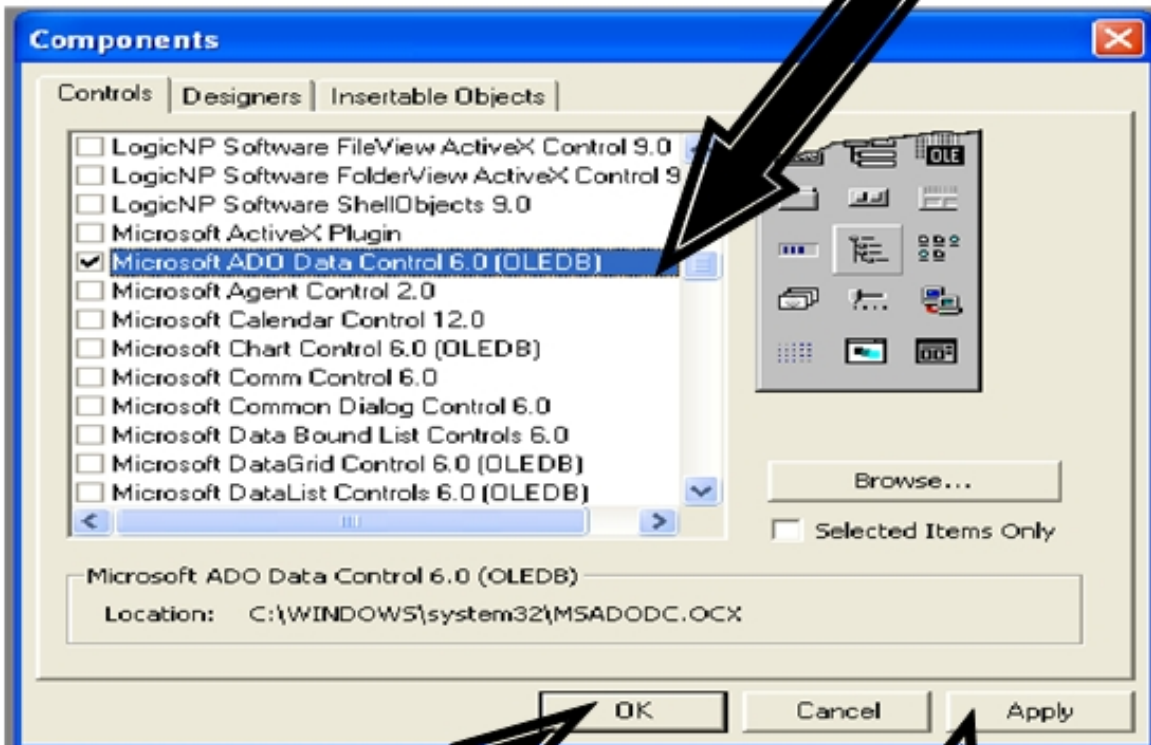 Components
Controls Designers Insertable Objects
LogicNP Software FileView ActiveX Control 9.0
LogicNP Software FolderView ActiveX Control 9
LogicNP Software ShellObjects 9.0
Microsoft ActiveX Plugin
Microsoft ADO Data Control 6.0 (OLEDB)
Microsoft Agent Control 2.0
Microsoft Calendar Control 12.0
Microsoft Chart Control 6.0 (OLEDB)
Microsoft Comm Control 6.0
Microsoft Common Dialog Control 6.0
Microsoft Data Bound List Controls 6.0
Microsoft DataGrid Control 6.0 (OLEDB)
Microsoft DataList Controls 6.0 (OLEDB)
OLE
Browse...
Selected Items Only
Microsoft ADO Data Control 6.0 (OLEDB)
Location: C:\WINDOWS\system32\MSADODC.OCX
OK Cancel Apply